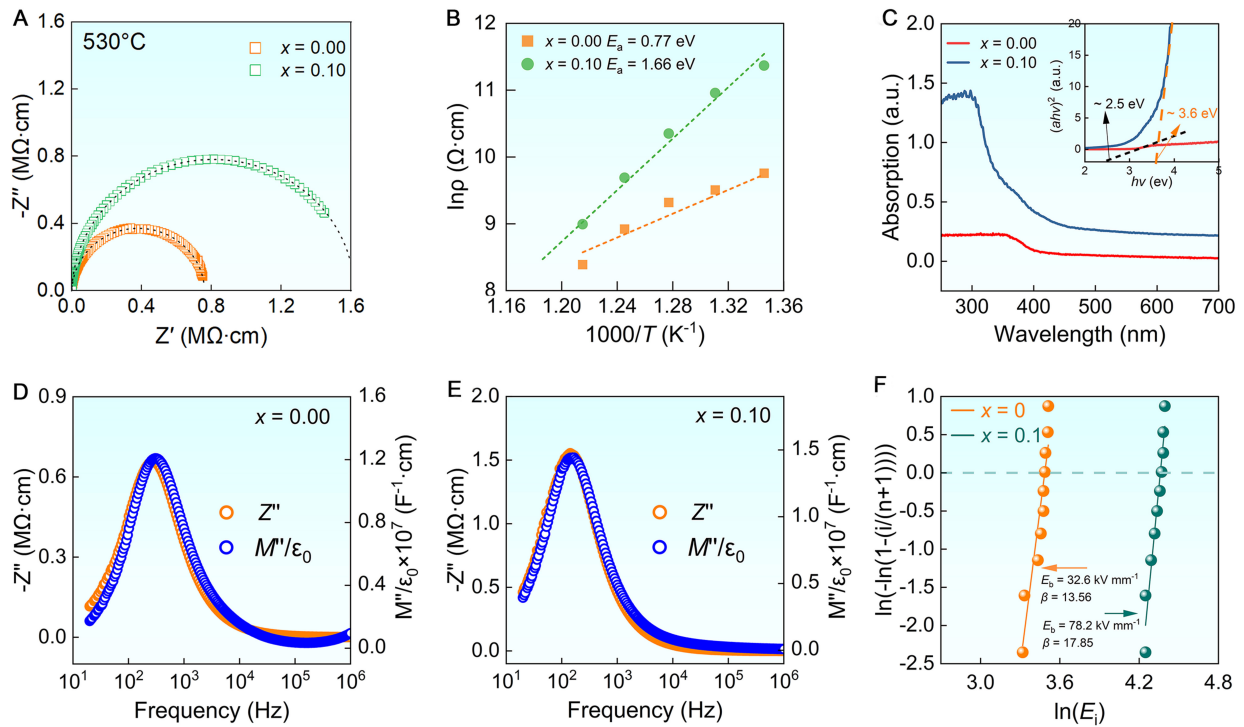 A
530°C
x = 0.00
x = 0.10
-Z″ (MΩ·cm)
1.6
1.2
0.8
0.4
0.0
0.0 0.4 0.8 1.2 1.6
Z′ (MΩ·cm)
B
x = 0.00 Ea = 0.77 eV
x = 0.10 Ea = 1.66 eV
lnρ (Ω·cm)
12
11
10
9
8
1.16 1.20 1.24 1.28 1.32 1.36
1000/T (K-1)
C
x = 0.00
x = 0.10
Absorption (a.u.)
2.0
1.5
1.0
0.5
0.0
300 400 500 600 700
Wavelength (nm)
(ahv)2 (a.u.)
20
16
12
8
4
0
~ 2.5 eV
~ 3.6 eV
2 3 4 5
hv (ev)
D
x = 0.00
-Z″ (MΩ·cm)
0.9
0.6
0.3
0.0
Z″
M″/ε0
1.6
1.2
0.8
0.4
0.0
M″/ε0×107 (F-1·cm)
101 102 103 104 105 106
Frequency (Hz)
E
x = 0.10
-Z″ (MΩ·cm)
2.0
1.5
1.0
0.5
0.0
Z″
M″/ε0
1.5
1.0
0.5
0.0
M″/ε0×107 (F-1·cm)
101 102 103 104 105 106
Frequency (Hz)
F
x = 0
x = 0.1
ln(-ln(1-(i/(n+1))))
1.0
0.5
0.0
-0.5
-1.0
-1.5
-2.0
-2.5
Eb = 32.6 kV mm-1
β = 13.56
Eb = 78.2 kV mm-1
β = 17.85
3.0 3.6 4.2 4.8
ln(Ei)